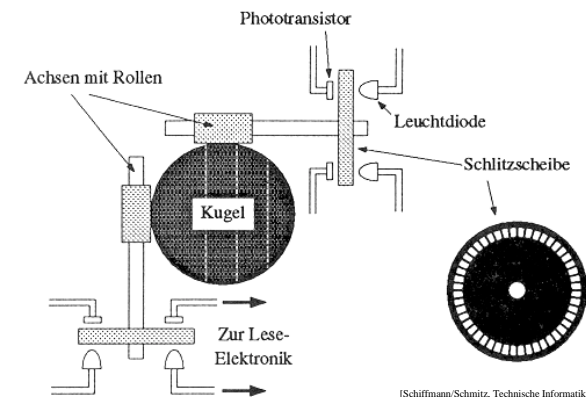 Phototransistor
Achsen mit Rollen
Leuchtdiode
Schlitzscheibe
Kugel
Zur Lese-
Elektronik
[Schiffmann/Schmitz, Technische Informatik